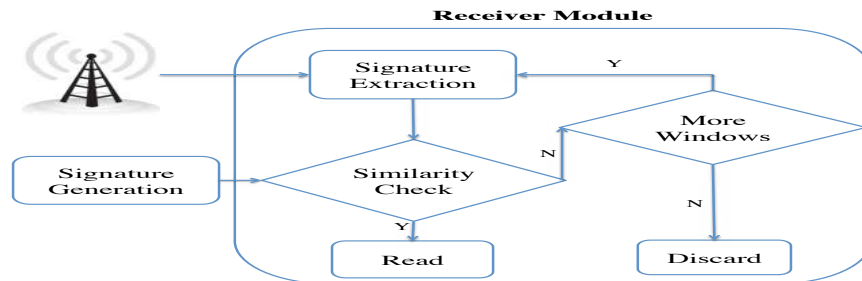 Receiver Module
Signature
Extraction
Y
More
Windows
N
Signature
Generation
Similarity
Check
Y
N
Read
Discard